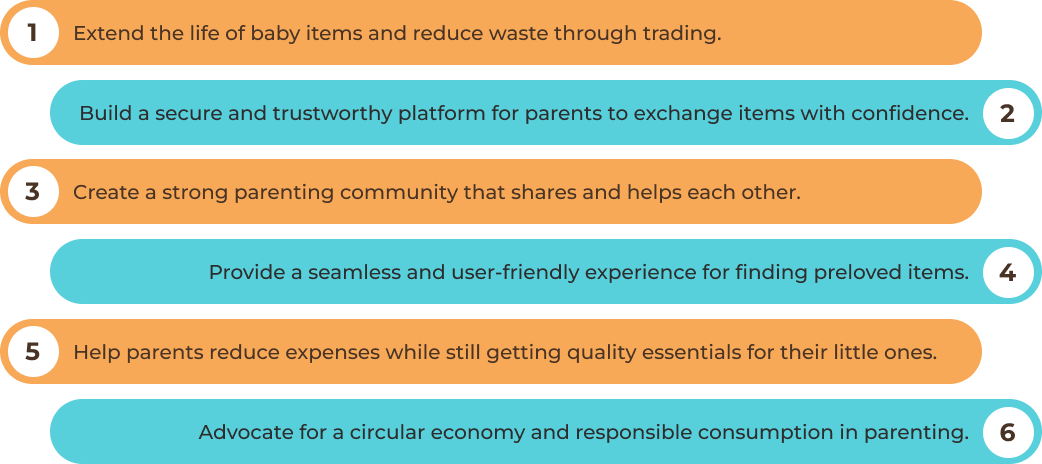 1 Extend the life of baby items and reduce waste through trading.
Build a secure and trustworthy platform for parents to exchange items with confidence. 2
3 Create a strong parenting community that shares and helps each other.
Provide a seamless and user-friendly experience for finding preloved items. 4
5 Help parents reduce expenses while still getting quality essentials for their little ones.
Advocate for a circular economy and responsible consumption in parenting. 6